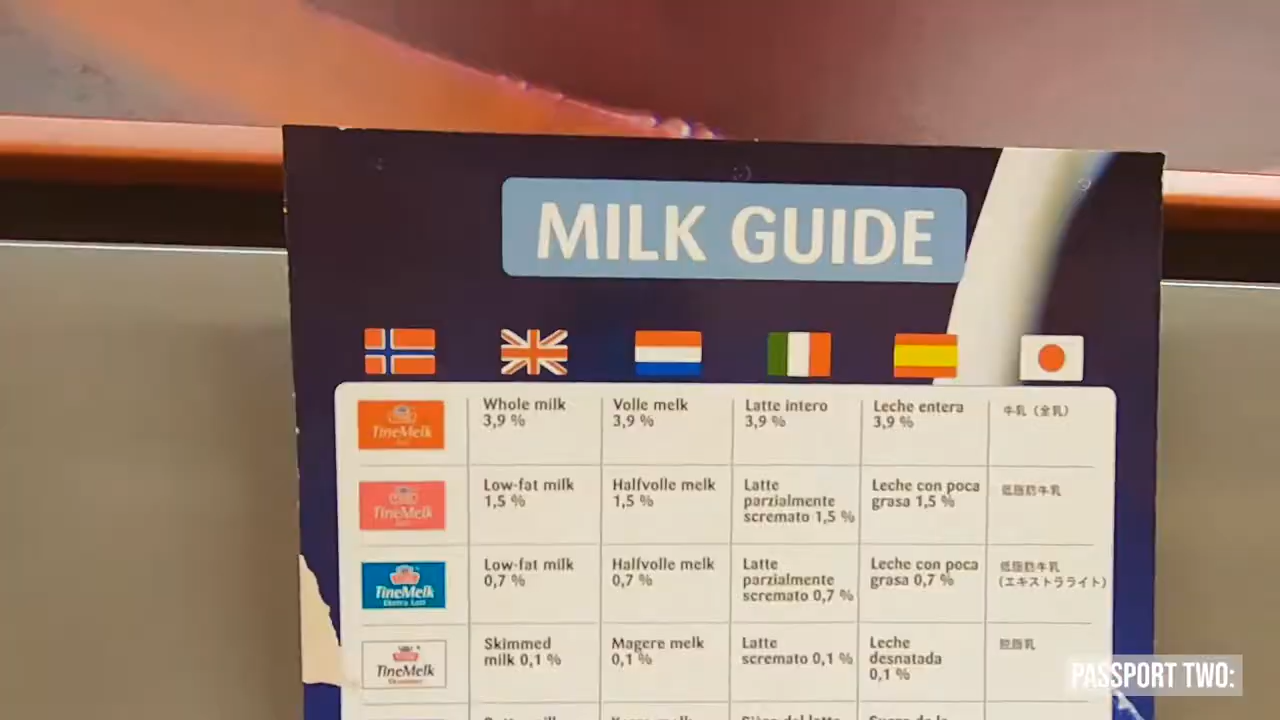 MILK GUIDE
TineMelk
Whole milk
3,9 %
Volle melk
3,9 %
Latte intero
3,9 %
Leche entera
3,9 %
牛乳（全乳）
TineMelk
Low-fat milk
1,5 %
Halfvolle melk
1,5 %
Latte
parzialmente
scremato 1,5 %
Leche con poca
grasa 1,5 %
低脂肪牛乳
TineMelk
Ekstra Lett
Low-fat milk
0,7 %
Halfvolle melk
0,7 %
Latte
parzialmente
scremato 0,7 %
Leche con poca
grasa 0,7 %
低脂肪牛乳
（エキストラライト）
TineMelk
Skimmed
milk 0,1 %
Magere melk
0,1 %
Latte
scremato 0,1 %
Leche
desnatada
0,1 %
脱脂乳
PASSPORT TWO: